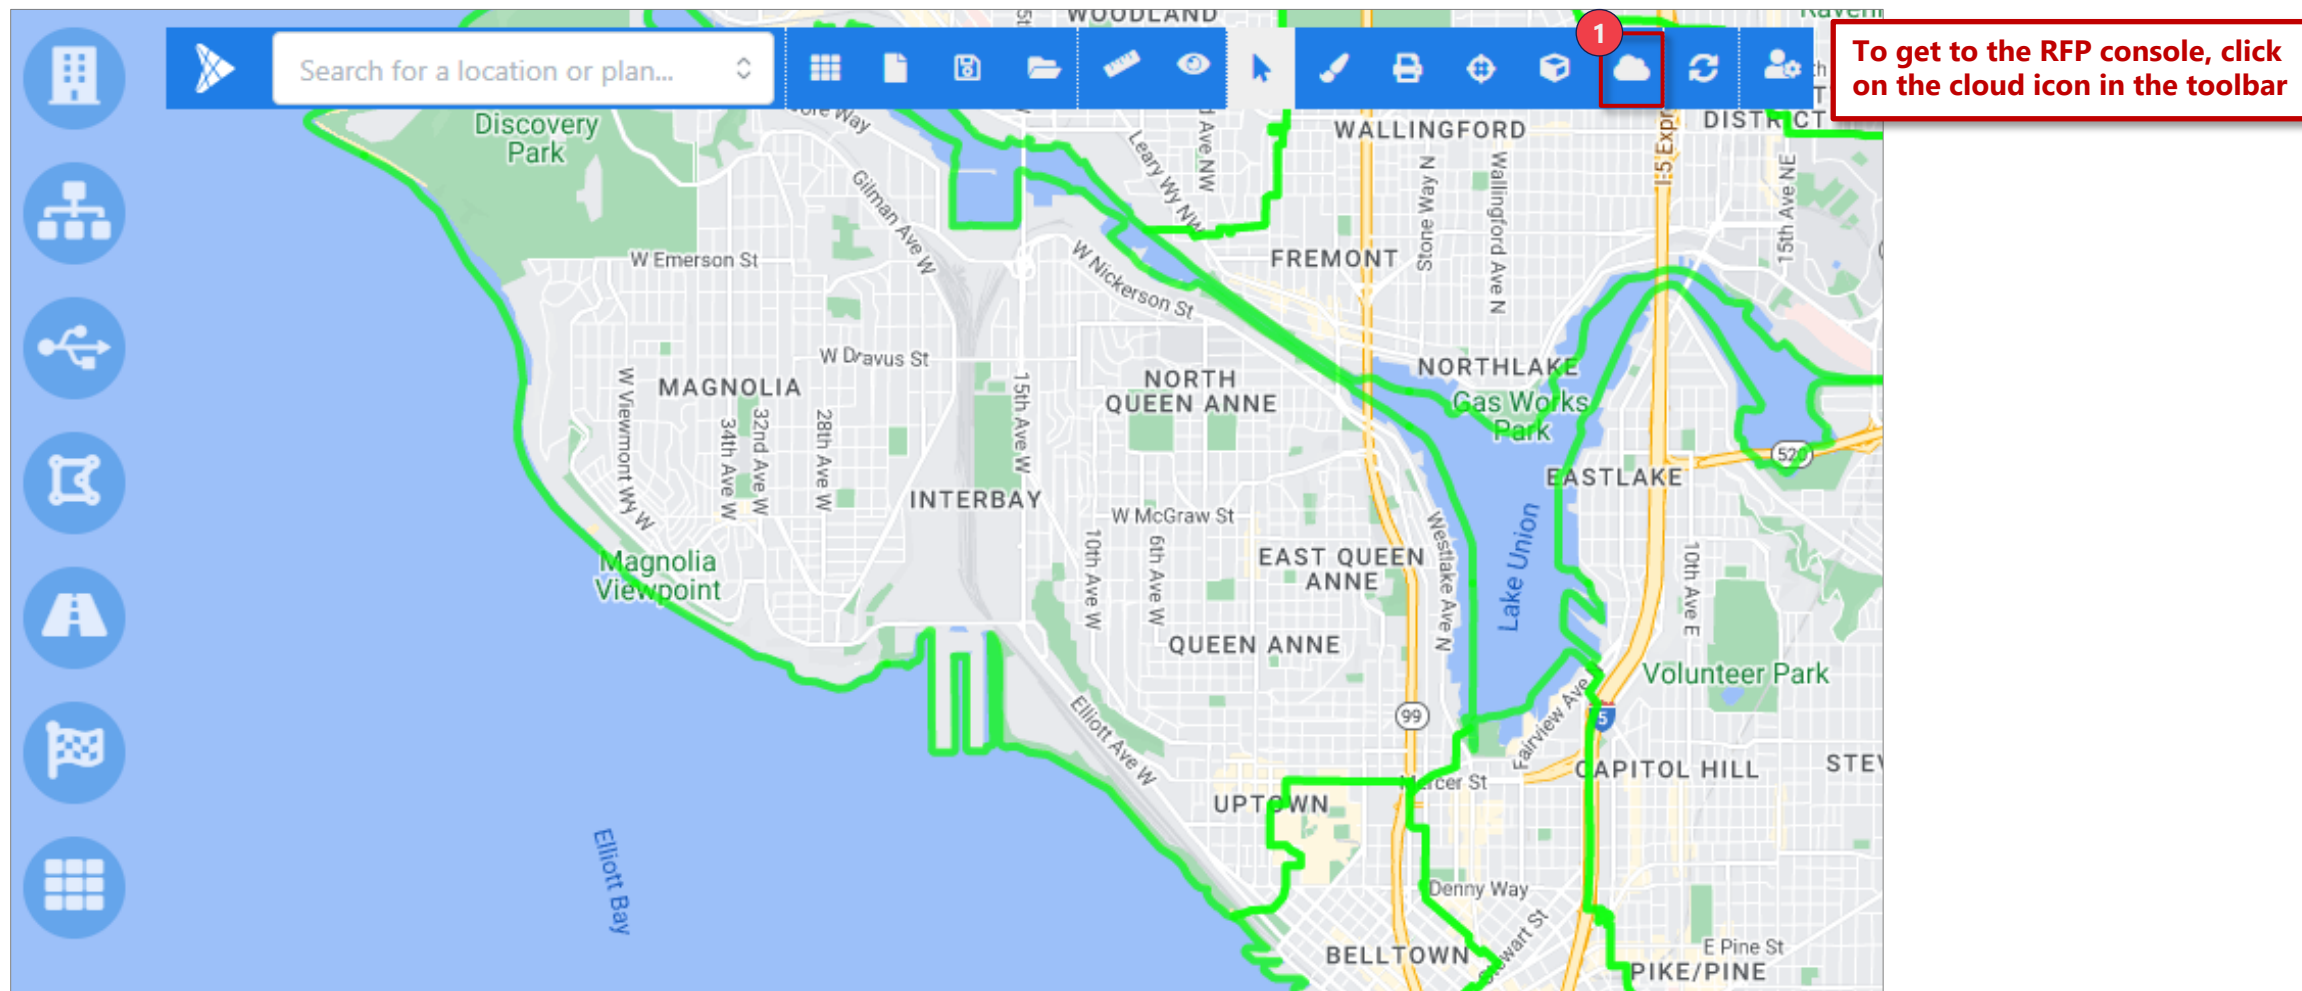 WOODLAND
1
Search for a location or plan...
To get to the RFP console, click
on the cloud icon in the toolbar
Discovery
Park
Leary Wy NW
WALLINGFORD
DISTRICT
Gilman Ave W
Stone Way N
Wallingford Ave N
15th Ave NE
W Emerson St
W Nickerson St
FREMONT
W Dravus St
NORTHLAKE
MAGNOLIA
NORTH
QUEEN ANNE
Gas Works
Park
W Viewmont Wy W
34th Ave W
32nd Ave W
28th Ave W
15th Ave W
520
EASTLAKE
INTERBAY
W McGraw St
10th Ave W
6th Ave W
EAST QUEEN
ANNE
Westlake Ave N
Lake Union
10th Ave E
Magnolia
Viewpoint
QUEEN ANNE
Volunteer Park
Elliott Ave W
99
Fairview Ave
5
Mercer St
CAPITOL HILL
UPTOWN
Elliott Bay
Denny Way
Stewart St
BELLTOWN
E Pine St
PIKE/PINE